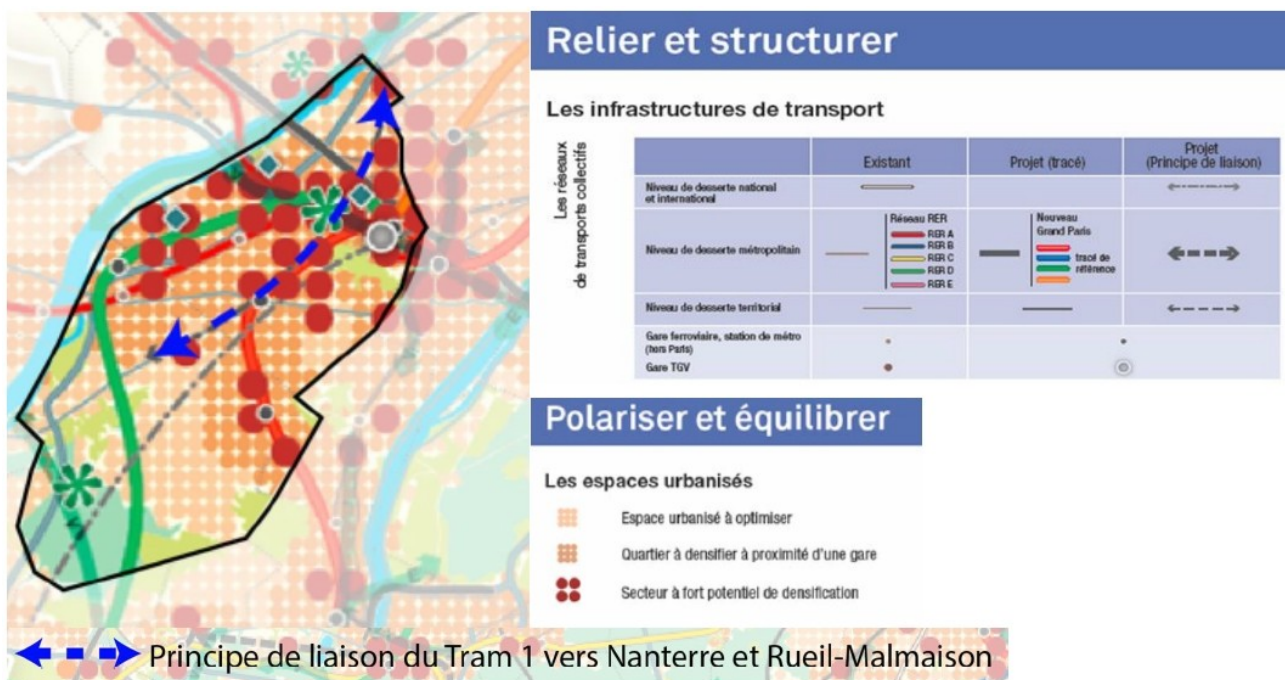 Relier et structurer
Les infrastructures de transport
Les réseaux
de transports collectifs
Existant
Projet (tracé)
Projet
(Principe de liaison)
Niveau de desserte national
et international
Niveau de desserte métropolitain
Réseau RER
RER A
RER B
RER C
RER D
RER E
Nouveau
Grand Paris
tracé de
référence
Niveau de desserte territorial
Gare ferroviaire, station de métro
(hors Paris)
Gare TGV
Polariser et équilibrer
Les espaces urbanisés
Espace urbanisé à optimiser
Quartier à densifier à proximité d'une gare
Secteur à fort potentiel de densification
Principe de liaison du Tram 1 vers Nanterre et Rueil-Malmaison